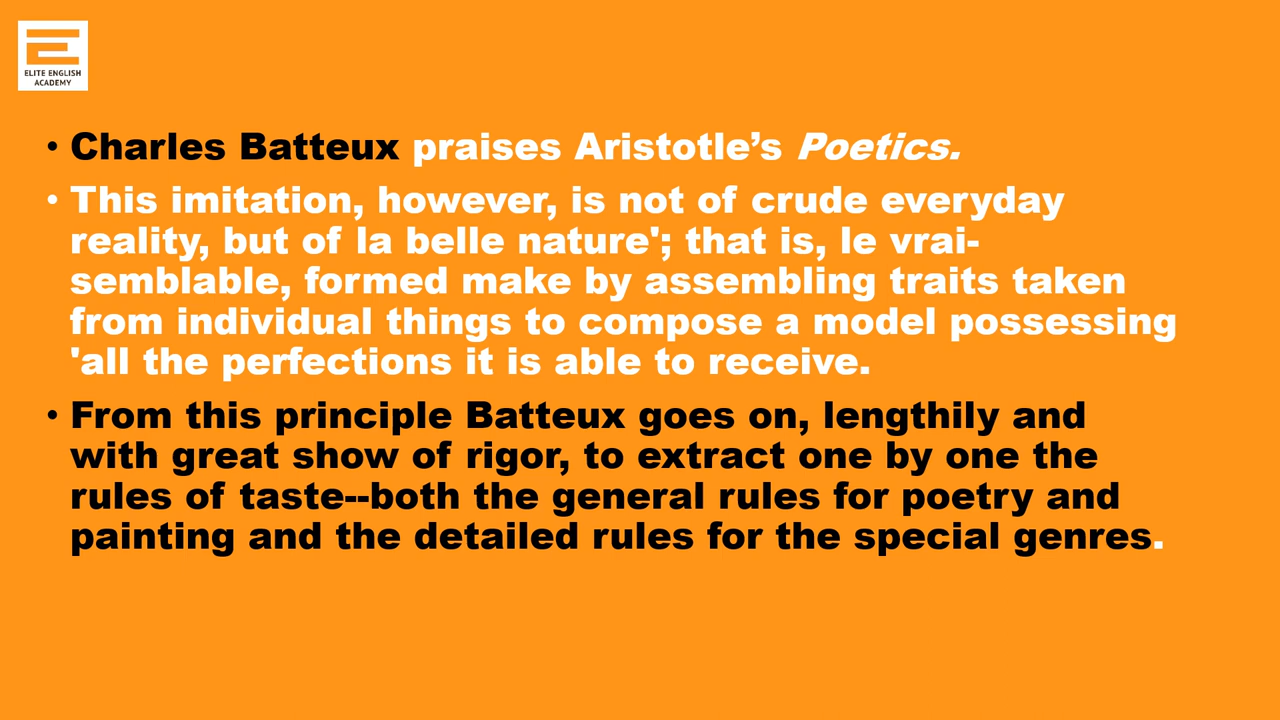 ELITE ENGLISH
ACADEMY
• Charles Batteux praises Aristotle’s Poetics.
• This imitation, however, is not of crude everyday
reality, but of la belle nature'; that is, le vrai-
semblable, formed make by assembling traits taken
from individual things to compose a model possessing
'all the perfections it is able to receive.
• From this principle Batteux goes on, lengthily and
with great show of rigor, to extract one by one the
rules of taste--both the general rules for poetry and
painting and the detailed rules for the special genres.